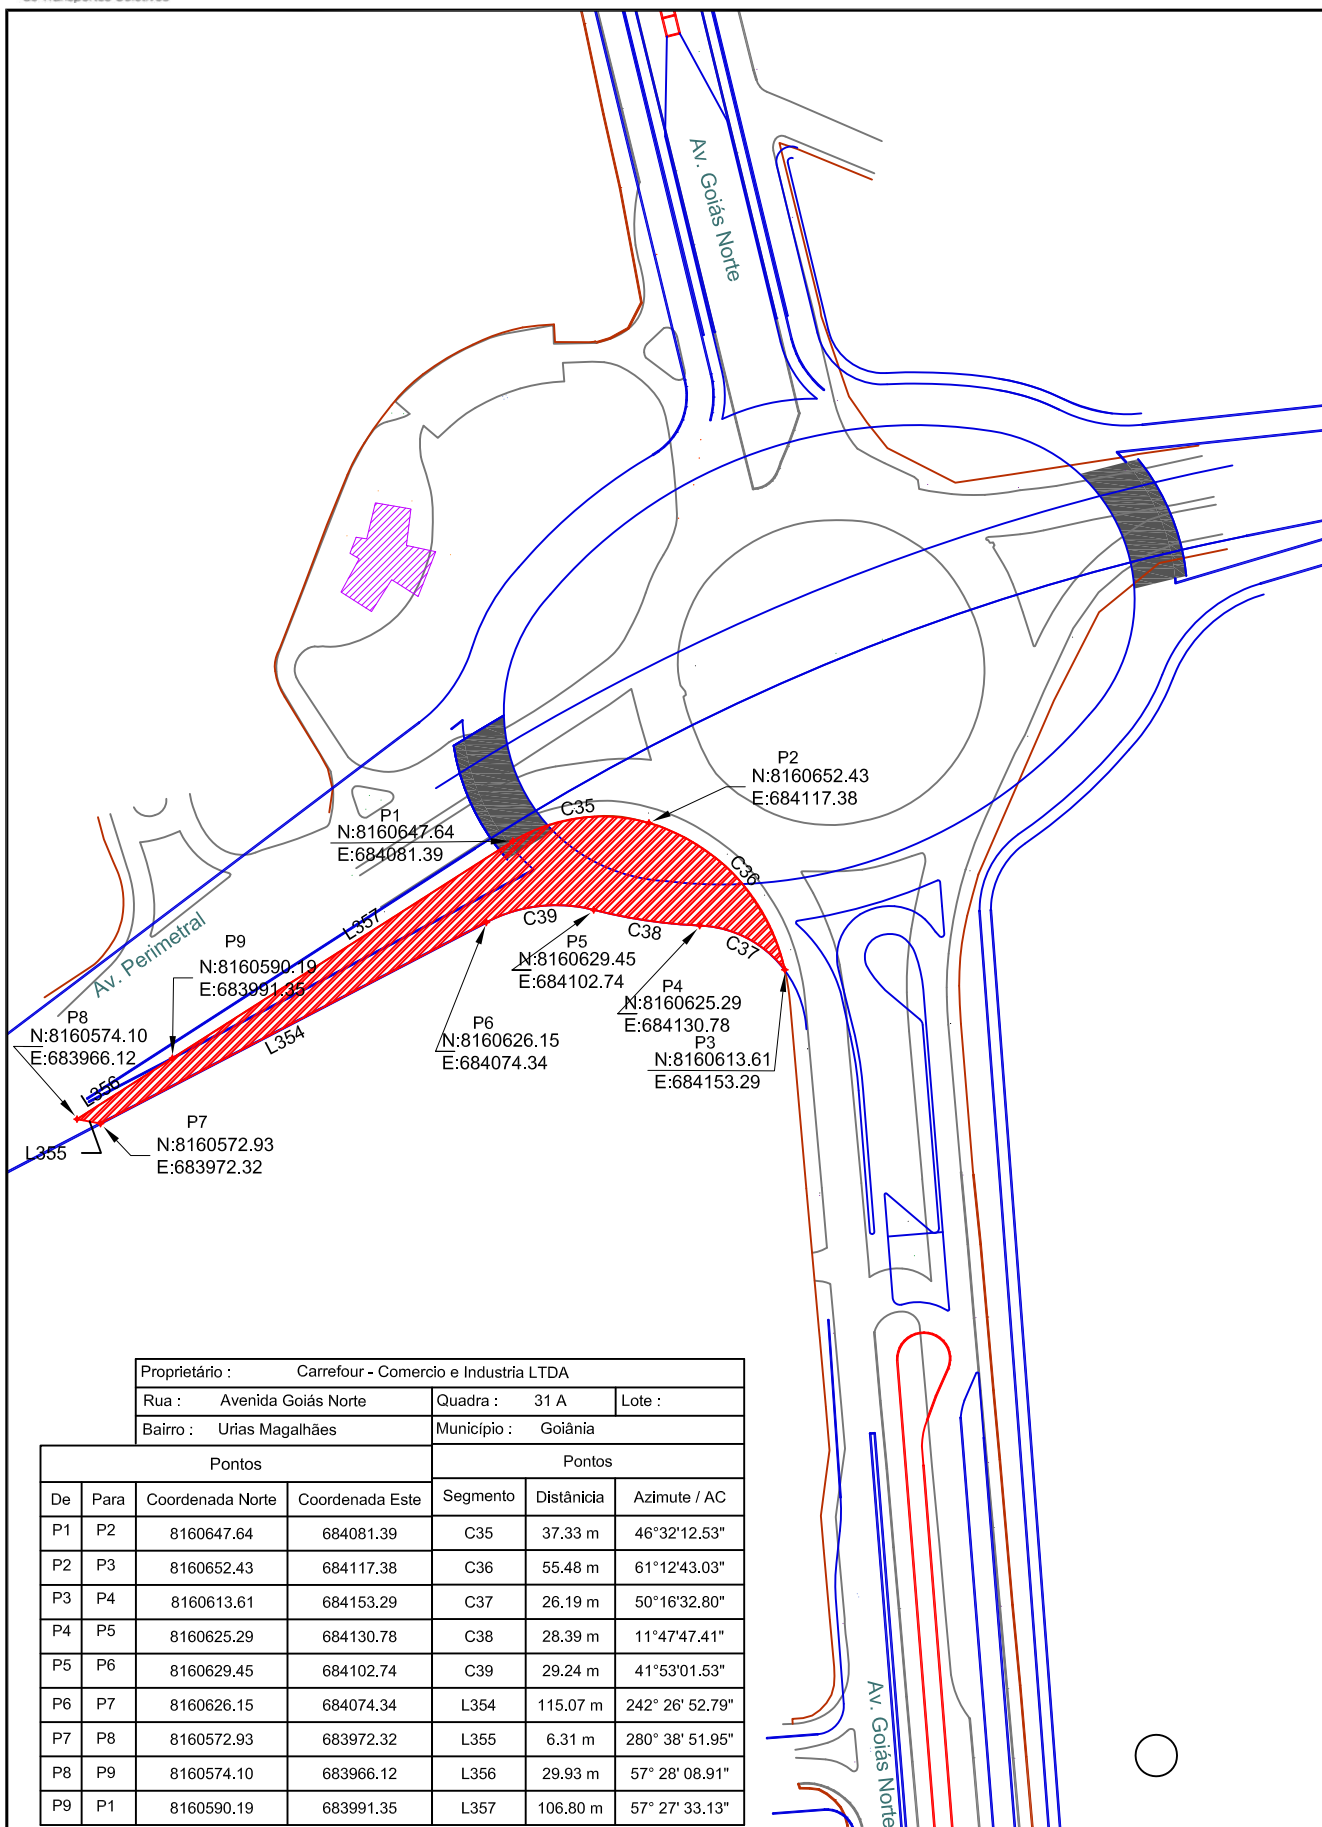 Av. Goiás Norte
P2
N:8160652.43
E:684117.38
C35
P1
N:8160647.64
E:684081.39
C36
L357
C39
C38
C37
Av. Perimetral
P9
N:8160590.19
E:683991.35
P5
N:8160629.45
E:684102.74
P4
N:8160625.29
E:684130.78
P8
N:8160574.10
E:683966.12
L354
P6
N:8160626.15
E:684074.34
P3
N:8160613.61
E:684153.29
L356
P7
N:8160572.93
E:683972.32
L355
Proprietário : Carrefour - Comercio e Industria LTDA
Rua : Avenida Goiás Norte Quadra : 31 A Lote :
Bairro : Urias Magalhães Município : Goiânia
Pontos Pontos
De Para Coordenada Norte Coordenada Este Segmento Distânicia Azimute / AC
P1 P2 8160647.64 684081.39 C35 37.33 m 46°32'12.53"
P2 P3 8160652.43 684117.38 C36 55.48 m 61°12'43.03"
P3 P4 8160613.61 684153.29 C37 26.19 m 50°16'32.80"
P4 P5 8160625.29 684130.78 C38 28.39 m 11°47'47.41"
P5 P6 8160629.45 684102.74 C39 29.24 m 41°53'01.53"
P6 P7 8160626.15 684074.34 L354 115.07 m 242° 26' 52.79"
P7 P8 8160572.93 683972.32 L355 6.31 m 280° 38' 51.95"
P8 P9 8160574.10 683966.12 L356 29.93 m 57° 28' 08.91"
P9 P1 8160590.19 683991.35 L357 106.80 m 57° 27' 33.13"
Av. Goiás Norte